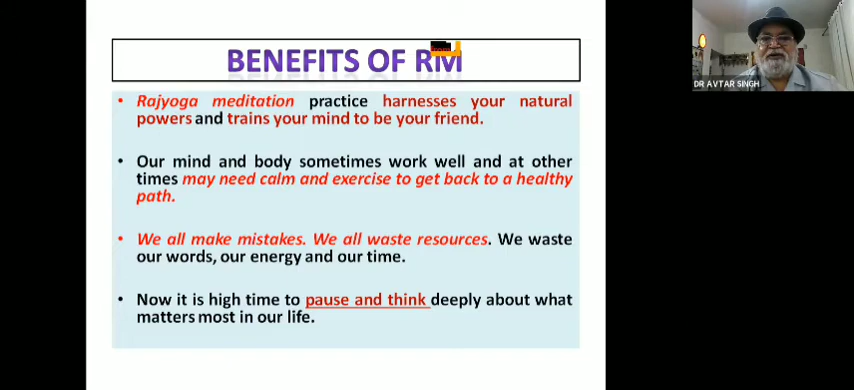 BENEFITS OF RM
• Rajyoga meditation practice harnesses your natural
powers and trains your mind to be your friend.
• Our mind and body sometimes work well and at other
times may need calm and exercise to get back to a healthy
path.
• We all make mistakes. We all waste resources. We waste
our words, our energy and our time.
• Now it is high time to pause and think deeply about what
matters most in our life.
DR AVTAR SINGH